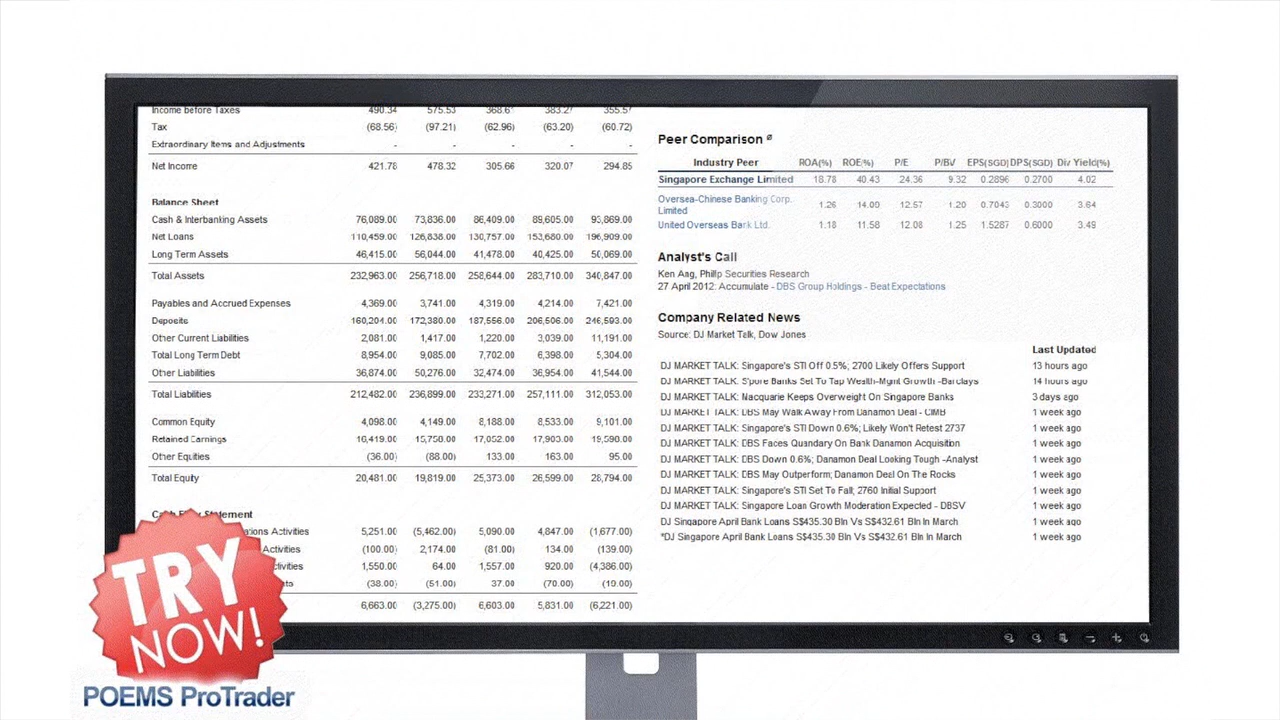 Income before Taxes 490.34 575.53 368.61 383.27 355.57
Tax (68.56) (97.21) (62.96) (63.20) (60.72)
Extraordinary Items and Adjustments - - - - -
Net Income 421.78 478.32 305.66 320.07 294.85
Balance Sheet
Cash & Interbanking Assets 76,089.00 73,836.00 86,409.00 89,605.00 93,869.00
Net Loans 110,459.00 126,838.00 130,757.00 153,680.00 196,909.00
Long Term Assets 46,415.00 56,044.00 41,478.00 40,425.00 50,069.00
Total Assets 232,963.00 256,718.00 258,644.00 283,710.00 340,847.00
Payables and Accrued Expenses 4,369.00 3,741.00 4,319.00 4,214.00 7,421.00
Deposits 160,204.00 172,380.00 187,556.00 206,506.00 246,593.00
Other Current Liabilities 2,081.00 1,417.00 1,220.00 3,039.00 11,191.00
Total Long Term Debt 8,954.00 9,085.00 7,702.00 6,398.00 5,304.00
Other Liabilities 36,874.00 50,276.00 32,474.00 36,954.00 41,544.00
Total Liabilities 212,482.00 236,899.00 233,271.00 257,111.00 312,053.00
Common Equity 4,098.00 4,149.00 8,188.00 8,533.00 9,101.00
Retained Earnings 16,419.00 15,758.00 17,052.00 17,903.00 19,598.00
Other Equities (36.00) (88.00) 133.00 163.00 95.00
Total Equity 20,481.00 19,819.00 25,373.00 26,599.00 28,794.00
Statement
ations Activities 5,251.00 (5,462.00) 5,090.00 4,847.00 (1,677.00)
Activities (100.00) 2,174.00 (81.00) 134.00 (139.00)
ctivities 1,550.00 64.00 1,557.00 920.00 (4,386.00)
nts (38.00) (51.00) 37.00 (70.00) (19.00)
6,663.00 (3,275.00) 6,603.00 5,831.00 (6,221.00)
Peer Comparison
Industry Peer ROA(%) ROE(%) P/E P/BV EPS(SGD) DPS(SGD) Div Yield(%)
Singapore Exchange Limited 18.78 40.43 24.36 9.32 0.2896 0.2700 4.02
Oversea-Chinese Banking Corp. Limited 1.26 14.00 12.57 1.20 0.7043 0.3000 3.64
United Overseas Bank Ltd. 1.18 11.58 12.08 1.25 1.5287 0.6000 3.49
Analyst's Call
Ken Ang, Phillip Securities Research
27 April 2012: Accumulate - DBS Group Holdings - Beat Expectations
Company Related News
Source: DJ Market Talk, Dow Jones
Last Updated
DJ MARKET TALK: Singapore's STI Off 0.5%; 2700 Likely Offers Support 13 hours ago
DJ MARKET TALK: S'pore Banks Set To Tap Wealth-Mgmt Growth -Barclays 14 hours ago
DJ MARKET TALK: Macquarie Keeps Overweight On Singapore Banks 3 days ago
DJ MARKET TALK: DBS May Walk Away From Danamon Deal - CIMB 1 week ago
DJ MARKET TALK: Singapore's STI Down 0.6%; Likely Won't Retest 2737 1 week ago
DJ MARKET TALK: DBS Faces Quandary On Bank Danamon Acquisition 1 week ago
DJ MARKET TALK: DBS Down 0.6%; Danamon Deal Looking Tough -Analyst 1 week ago
DJ MARKET TALK: DBS May Outperform; Danamon Deal On The Rocks 1 week ago
DJ MARKET TALK: Singapore's STI Set To Fall; 2760 Initial Support 1 week ago
DJ MARKET TALK: Singapore Loan Growth Moderation Expected - DBSV 1 week ago
DJ Singapore April Bank Loans S$435.30 Bln Vs S$432.61 Bln In March 1 week ago
*DJ Singapore April Bank Loans S$435.30 Bln Vs S$432.61 Bln In March 1 week ago
TRY
NOW!
POEMS ProTrader